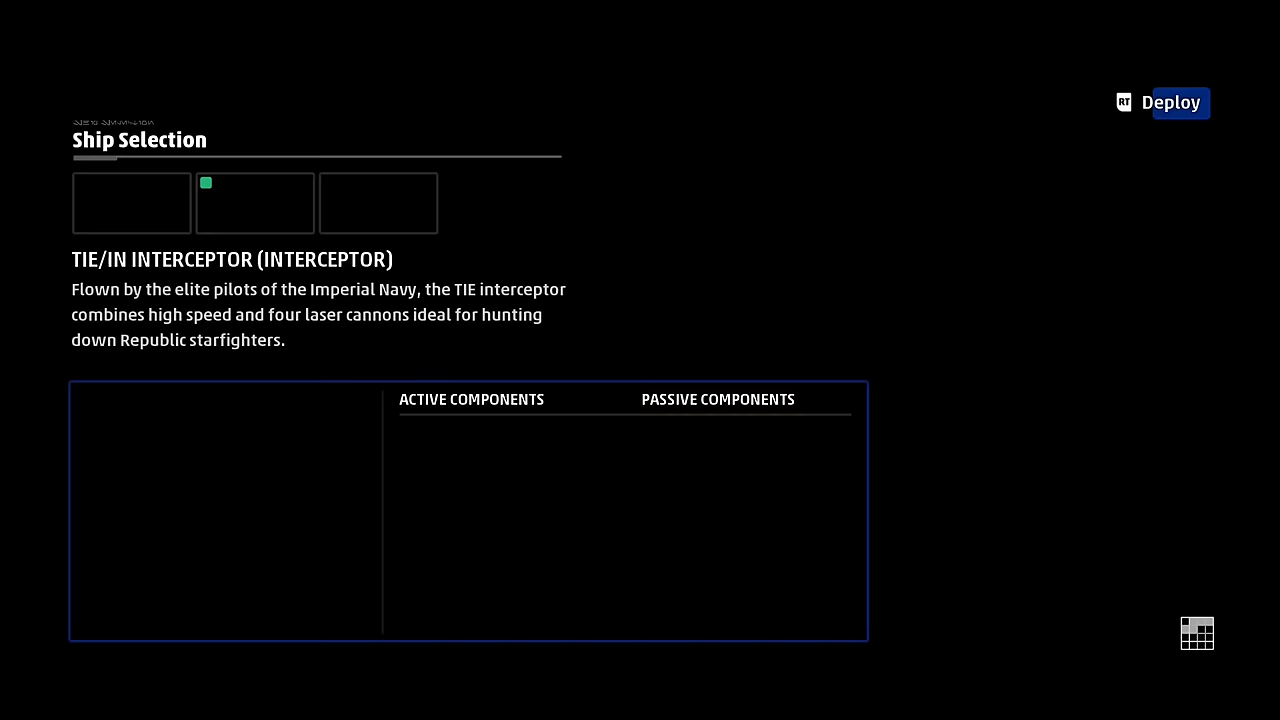 RT Deploy
Ship Selection
TIE/IN INTERCEPTOR (INTERCEPTOR)
Flown by the elite pilots of the Imperial Navy, the TIE interceptor
combines high speed and four laser cannons ideal for hunting
down Republic starfighters.
ACTIVE COMPONENTS PASSIVE COMPONENTS